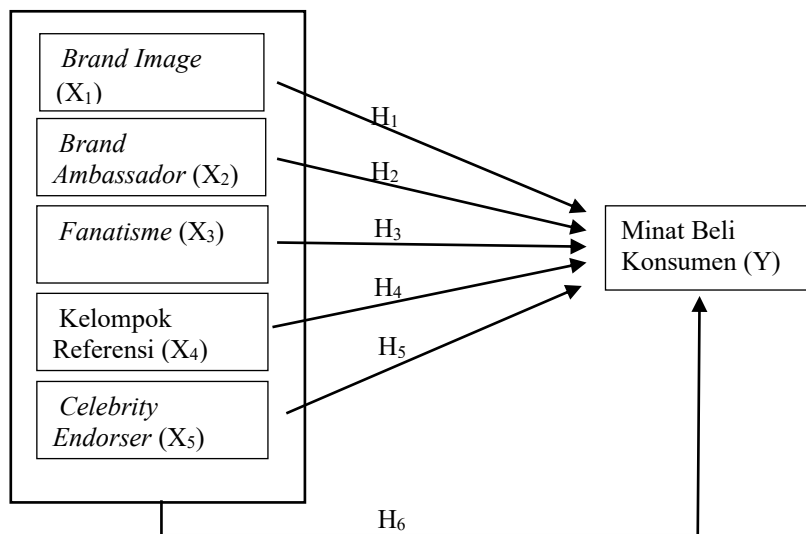 Brand Image
(X₁)
H₁
Brand
Ambassador (X₂)
H₂
Fanatisme (X₃)
H₃
Minat Beli
Konsumen (Y)
Kelompok
Referensi (X₄)
H₄
H₅
Celebrity
Endorser (X₅)
H₆